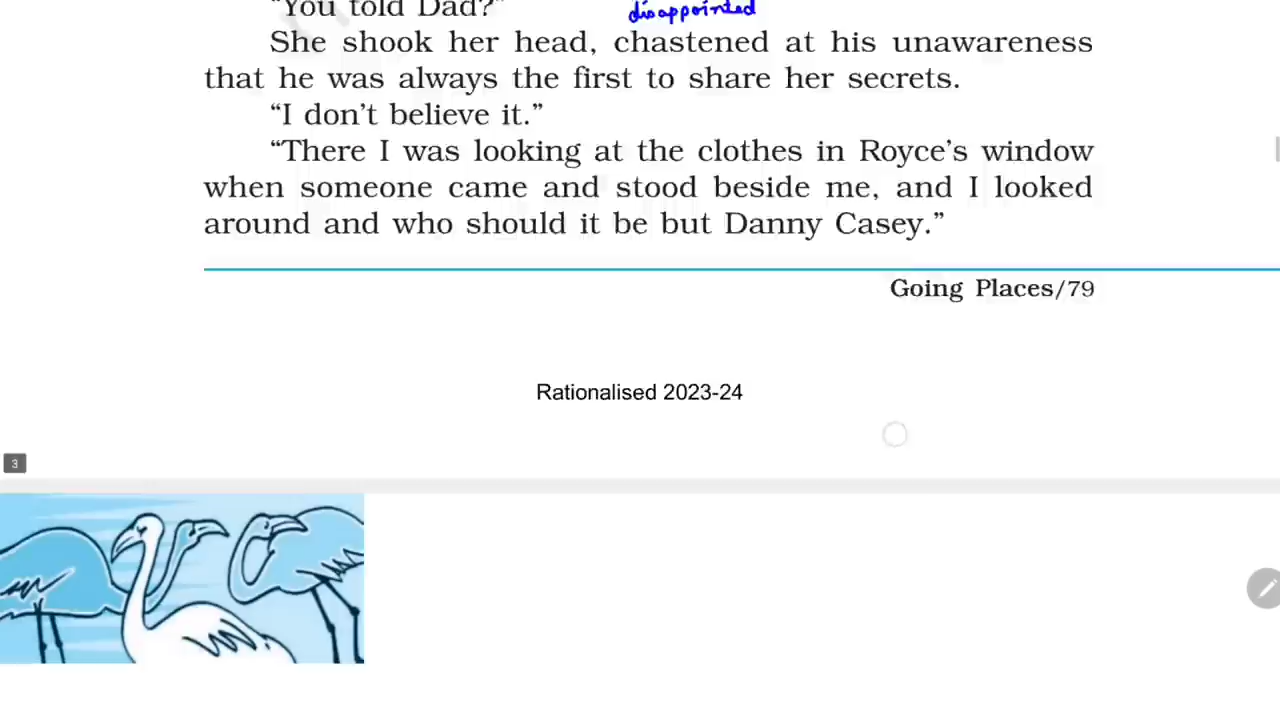 "You told Dad?"
disappointed
She shook her head, chastened at his unawareness
that he was always the first to share her secrets.
"I don't believe it."
"There I was looking at the clothes in Royce's window
when someone came and stood beside me, and I looked
around and who should it be but Danny Casey."
Going Places/79
Rationalised 2023-24
3